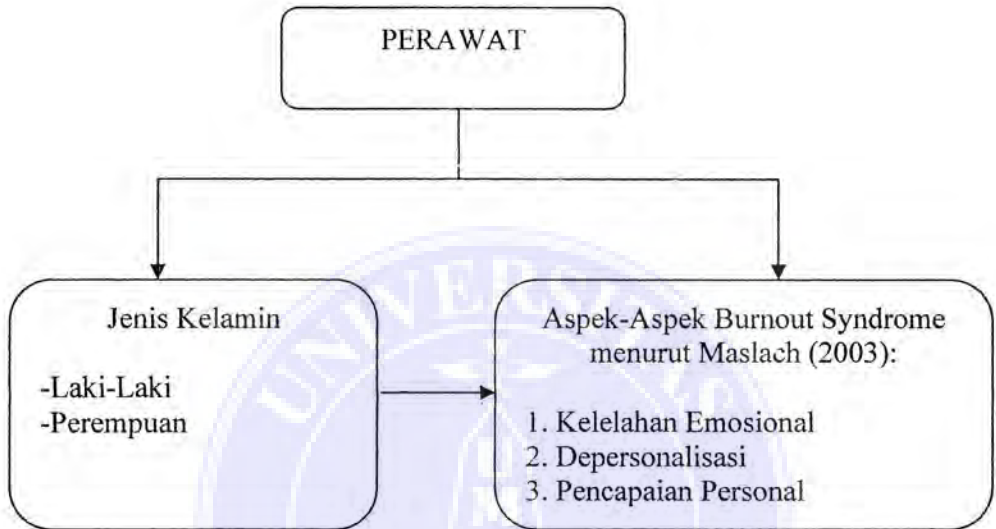 PERAWAT
Jenis Kelamin
-Laki-Laki
-Perempuan
Aspek-Aspek Burnout Syndrome
menurut Maslach (2003):
1. Kelelahan Emosional
2. Depersonalisasi
3. Pencapaian Personal